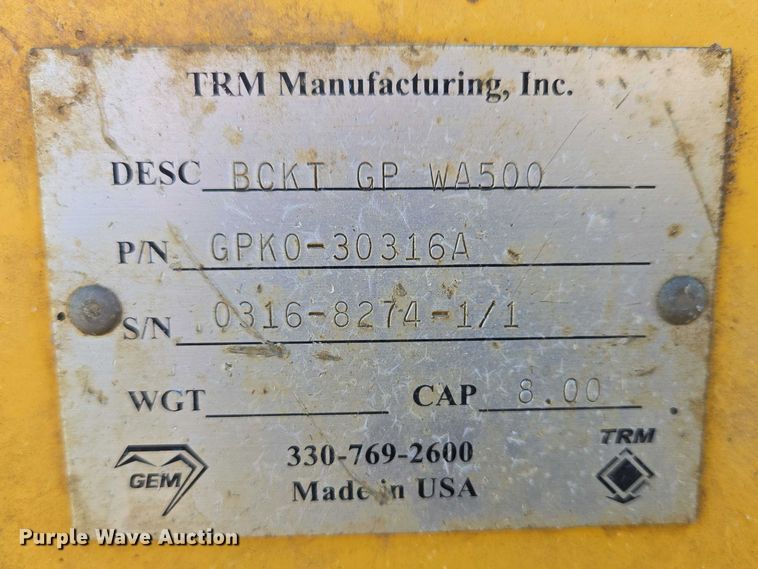 TRM Manufacturing, Inc.
DESC BCKT GP WA500
P/N GPK0-30316A
S/N 0316-8274-1/1
WGT CAP 8.00
GEM 330-769-2600 TRM
Made in USA
Purple Wave Auction